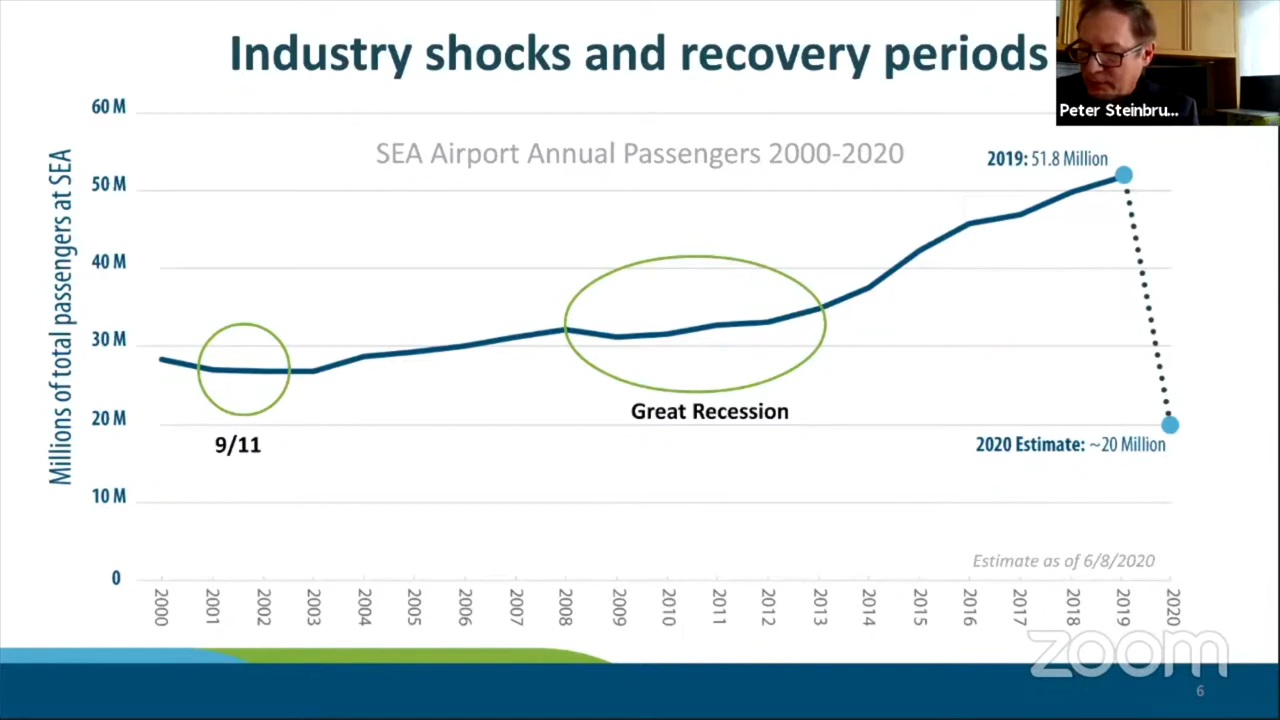 Industry shocks and recovery periods
Peter Steinbru...
SEA Airport Annual Passengers 2000-2020
Millions of total passengers at SEA
60 M
50 M
40 M
30 M
20 M
10 M
0
2019: 51.8 Million
9/11
Great Recession
2020 Estimate: ~20 Million
Estimate as of 6/8/2020
2000 2001 2002 2003 2004 2005 2006 2007 2008 2009 2010 2011 2012 2013 2014 2015 2016 2017 2018 2019 2020
zoom
6